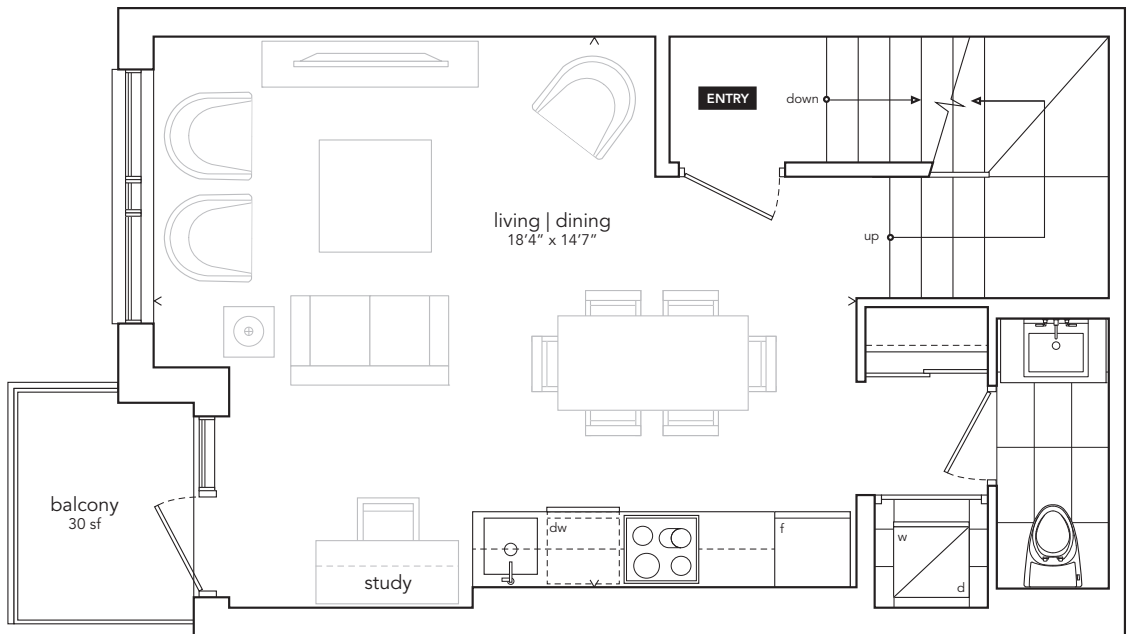 ENTRY
down
living | dining
18'4" x 14'7"
up
balcony
30 sf
study
dw
f
w
d